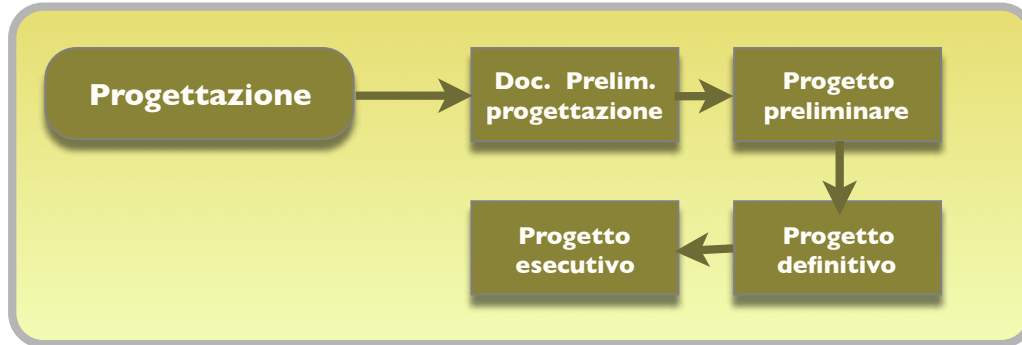 Progettazione
Doc. Prelim.
progettazione
Progetto
preliminare
Progetto
definitivo
Progetto
esecutivo